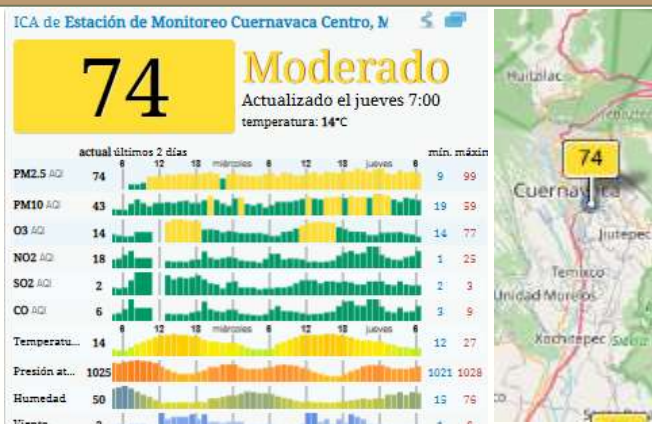 ICA de Estación de Monitoreo Cuernavaca Centro, M
74
Moderado
Actualizado el jueves 7:00
temperatura: 14°C
actual últimos 2 días mín. máxim
6 12 18 miércoles 6 12 18 jueves 6
PM2.5 AQI 74 9 99
PM10 AQI 43 19 59
O3 AQI 14 14 77
NO2 AQI 18 1 25
SO2 AQI 2 2 3
CO AQI 6 3 9
6 12 18 miércoles 6 12 18 jueves 6
Temperatu... 14 12 27
Presión at... 1025 1021 1028
Humedad 50 15 76
Viento
Huitzilac
74
Cuernavaca
Jiutepec
Temixco
Unidad Morelos
Xochitepec